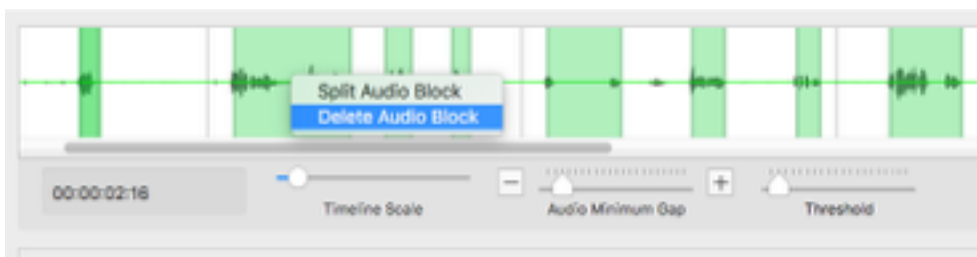 Split Audio Block
Delete Audio Block
00:00:02:16
Timeline Scale
Audio Minimum Gap
Threshold